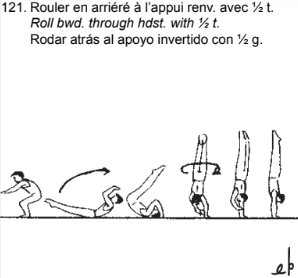 121. Rouler en arriéré à l'appui renv. avec ½ t.
Roll bwd. through hdst. with ½ t.
Rodar atrás al apoyo invertido con ½ g.